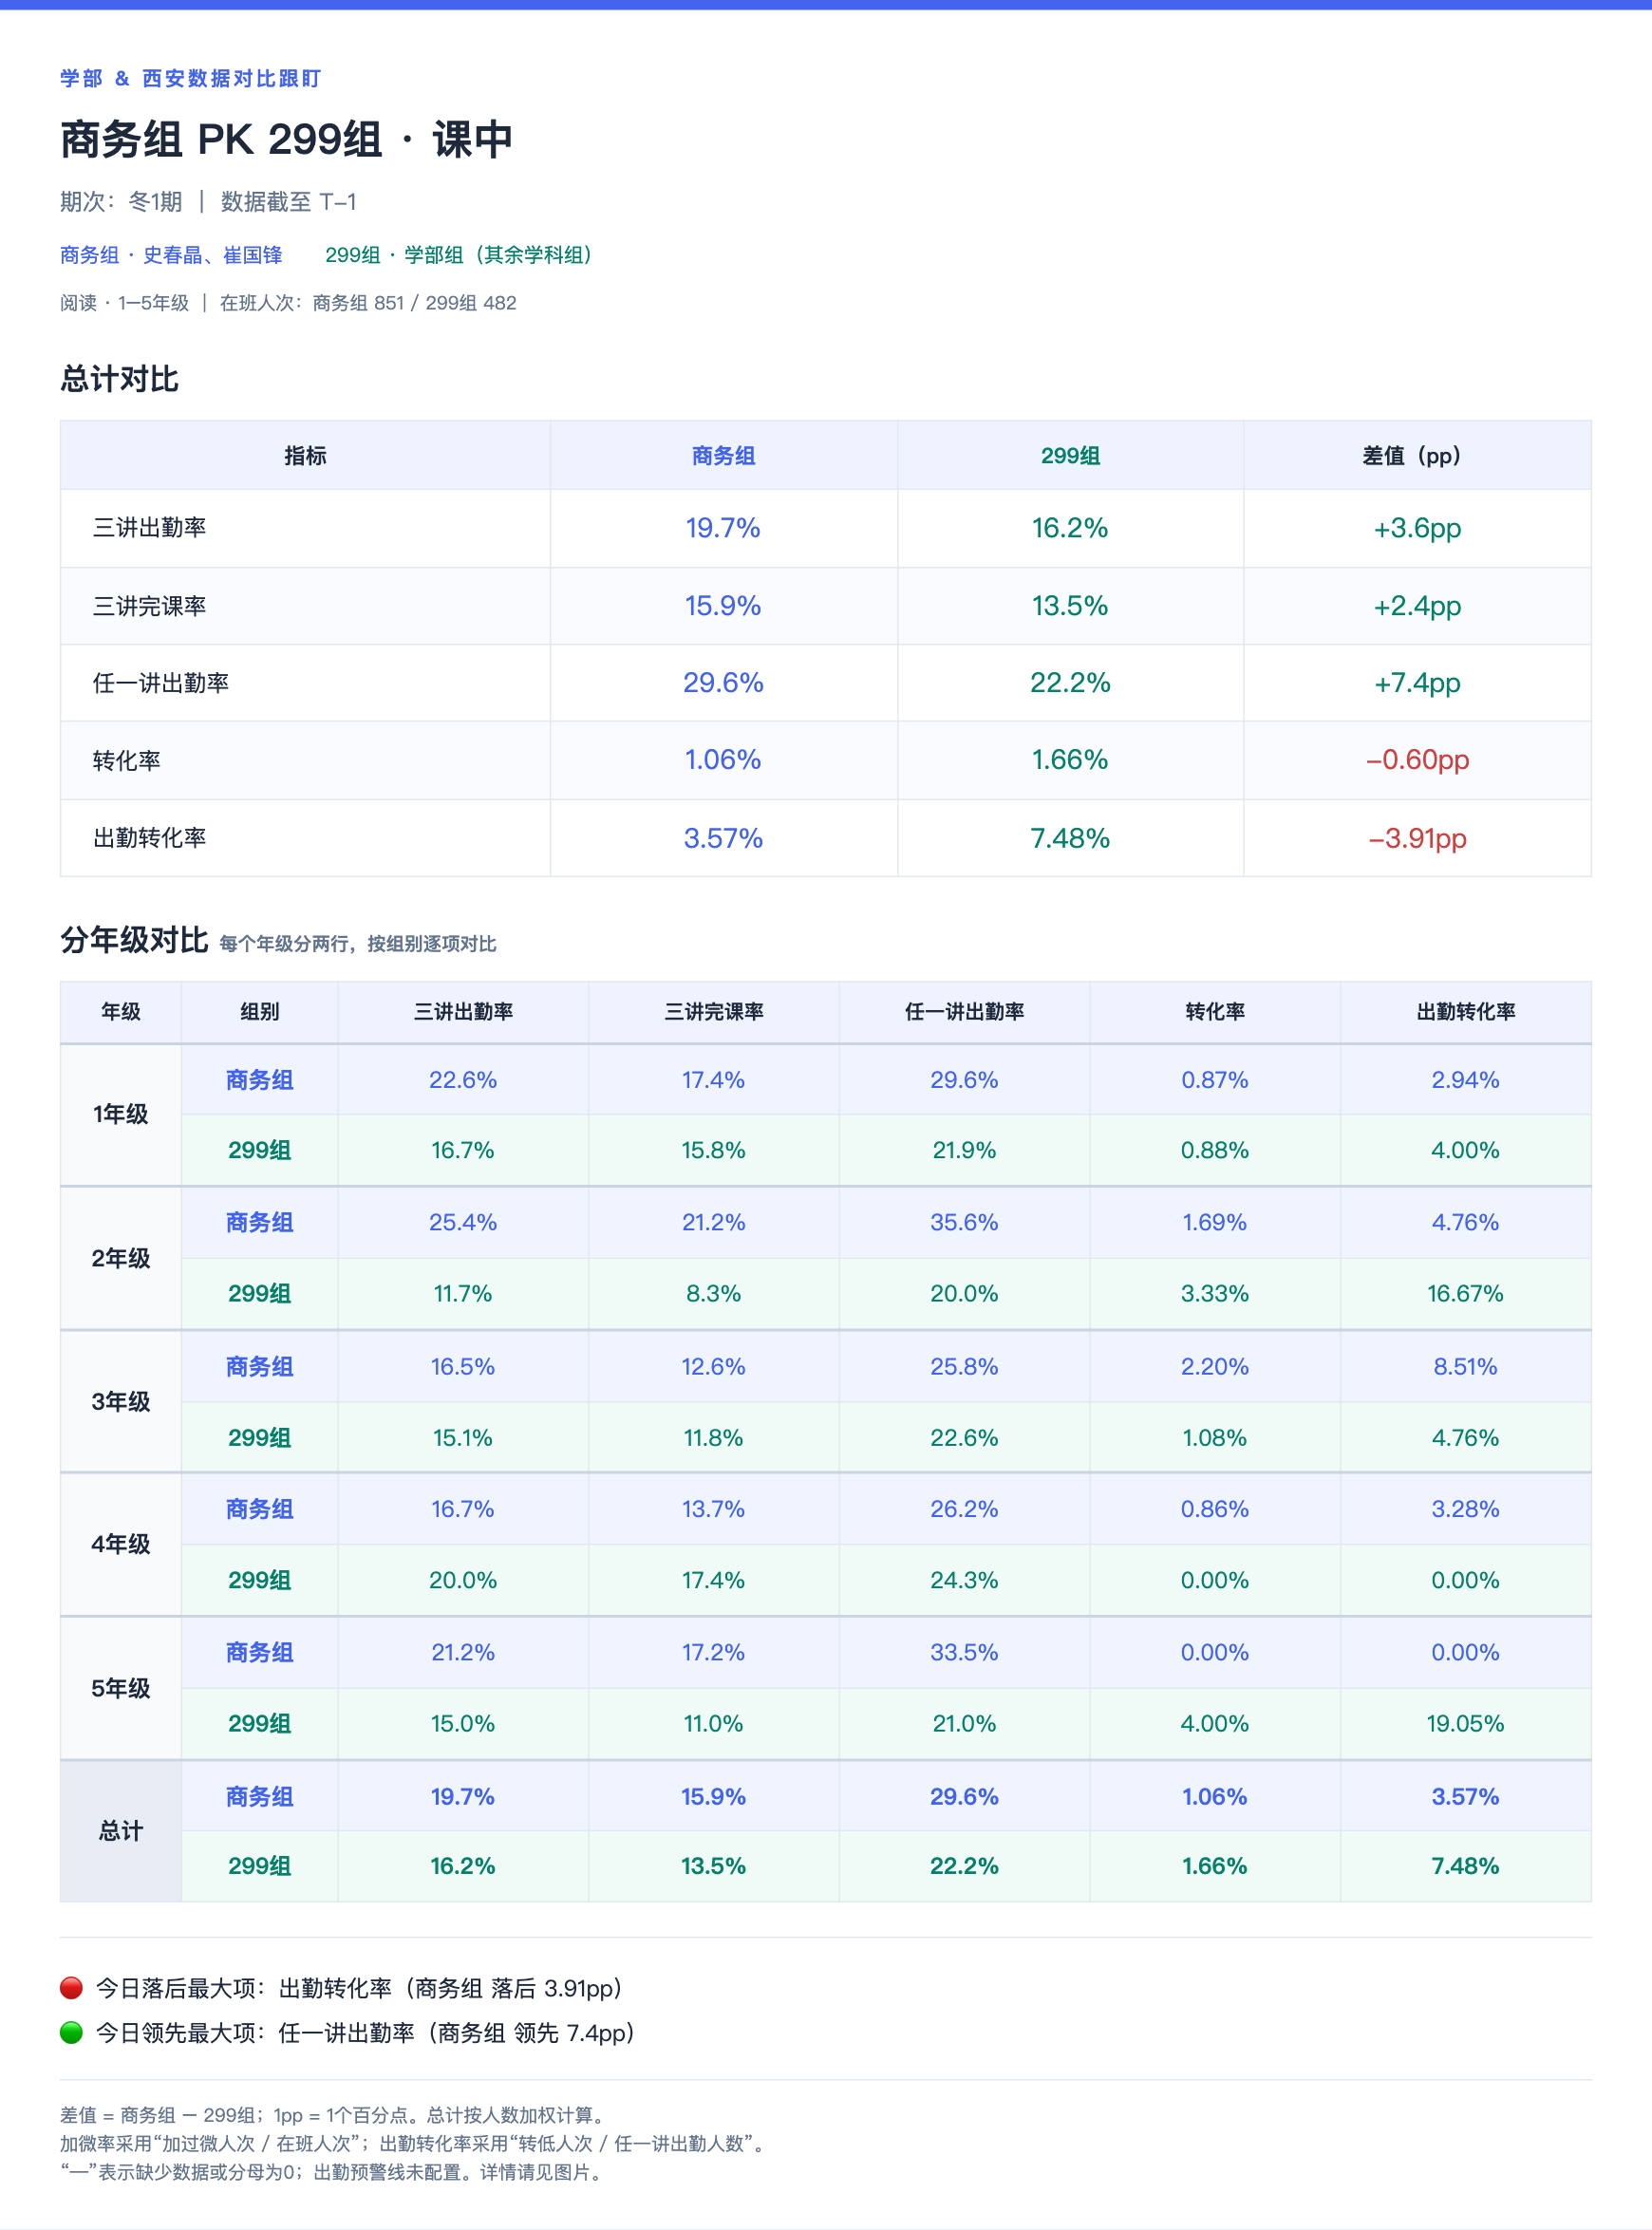 学部 & 西安数据对比跟盯
商务组 PK 299组 · 课中
期次：冬1期 ｜ 数据截至 T–1
商务组 · 史春晶、崔国锋 299组 · 学部组（其余学科组）
阅读 · 1—5年级 ｜ 在班人次：商务组 851 / 299组 482
总计对比
指标 商务组 299组 差值（pp）
三讲出勤率 19.7% 16.2% +3.6pp
三讲完课率 15.9% 13.5% +2.4pp
任一讲出勤率 29.6% 22.2% +7.4pp
转化率 1.06% 1.66% –0.60pp
出勤转化率 3.57% 7.48% –3.91pp
分年级对比 每个年级分两行，按组别逐项对比
年级 组别 三讲出勤率 三讲完课率 任一讲出勤率 转化率 出勤转化率
1年级
商务组 22.6% 17.4% 29.6% 0.87% 2.94%
299组 16.7% 15.8% 21.9% 0.88% 4.00%
2年级
商务组 25.4% 21.2% 35.6% 1.69% 4.76%
299组 11.7% 8.3% 20.0% 3.33% 16.67%
3年级
商务组 16.5% 12.6% 25.8% 2.20% 8.51%
299组 15.1% 11.8% 22.6% 1.08% 4.76%
4年级
商务组 16.7% 13.7% 26.2% 0.86% 3.28%
299组 20.0% 17.4% 24.3% 0.00% 0.00%
5年级
商务组 21.2% 17.2% 33.5% 0.00% 0.00%
299组 15.0% 11.0% 21.0% 4.00% 19.05%
总计
商务组 19.7% 15.9% 29.6% 1.06% 3.57%
299组 16.2% 13.5% 22.2% 1.66% 7.48%
今日落后最大项：出勤转化率（商务组 落后 3.91pp）
今日领先最大项：任一讲出勤率（商务组 领先 7.4pp）
差值 = 商务组 — 299组；1pp = 1个百分点。总计按人数加权计算。
加微率采用“加过微人次 / 在班人次”；出勤转化率采用“转低人次 / 任一讲出勤人数”。
“—”表示缺少数据或分母为0；出勤预警线未配置。详情请见图片。